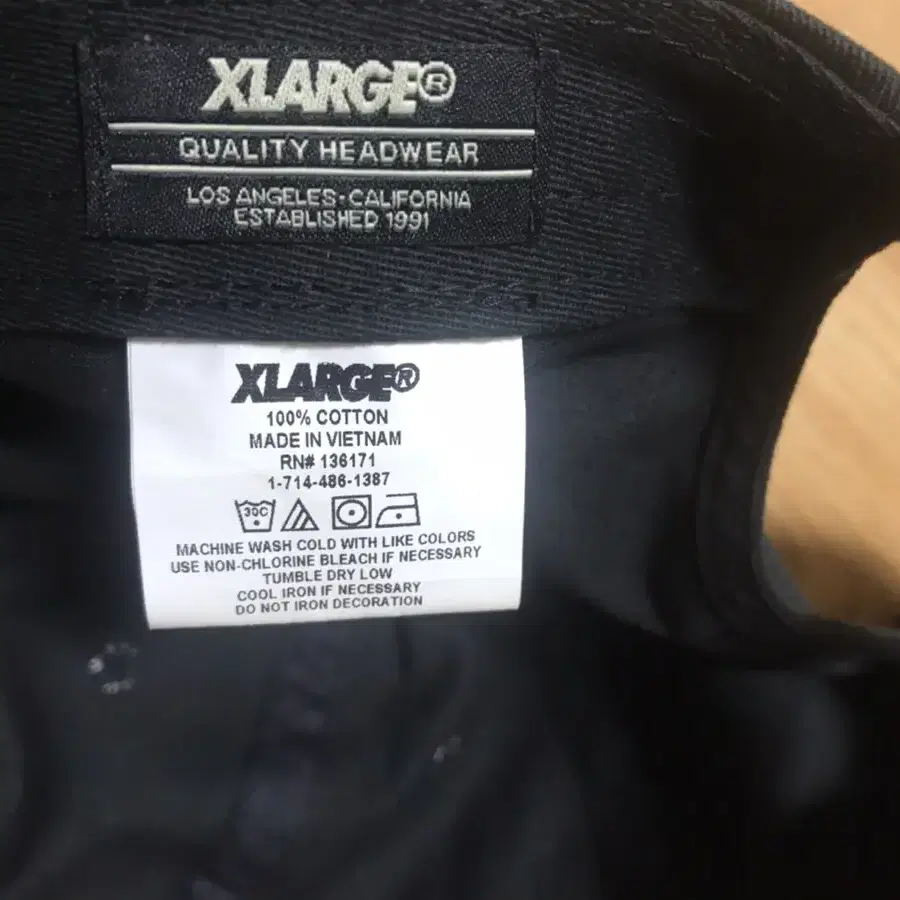 XLARGE®
QUALITY HEADWEAR
LOS ANGELES-CALIFORNIA
ESTABLISHED 1991
XLARGE®
100% COTTON
MADE IN VIETNAM
RN# 136171
1-714-486-1387
30C
MACHINE WASH COLD WITH LIKE COLORS
USE NON-CHLORINE BLEACH IF NECESSARY
TUMBLE DRY LOW
COOL IRON IF NECESSARY
DO NOT IRON DECORATION